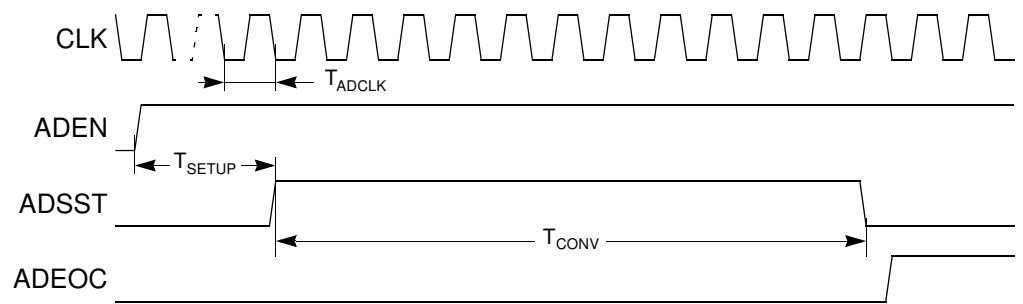 CLK
TADCLK
ADEN
TSETUP
ADSST
TCONV
ADEOC